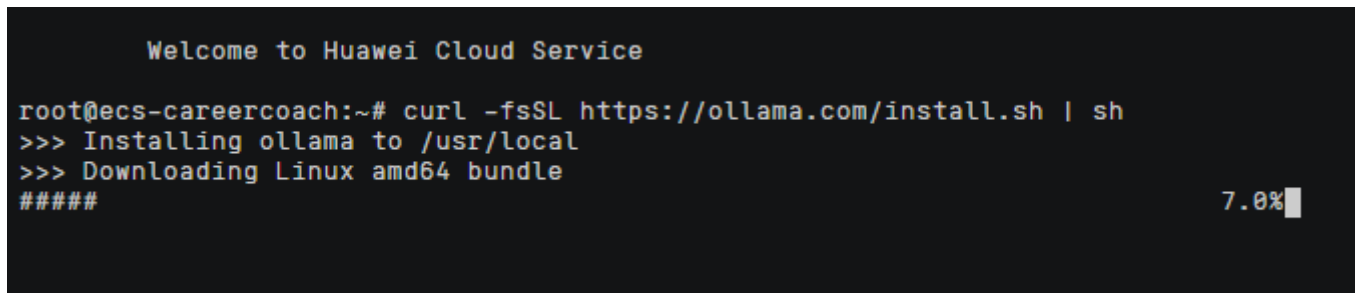 Welcome to Huawei Cloud Service
root@ecs-careercoach:~# curl -fsSL https://ollama.com/install.sh | sh
>>> Installing ollama to /usr/local
>>> Downloading Linux amd64 bundle
##### 7.0%